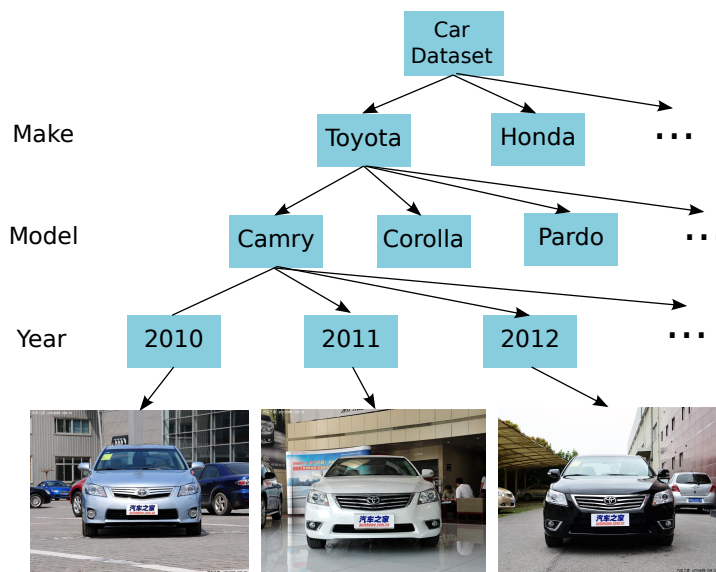 Car
Dataset
Make
Toyota
Honda
...
Model
Camry
Corolla
Pardo
...
Year
2010
2011
2012
...
汽车之家
汽车之家
汽车之家